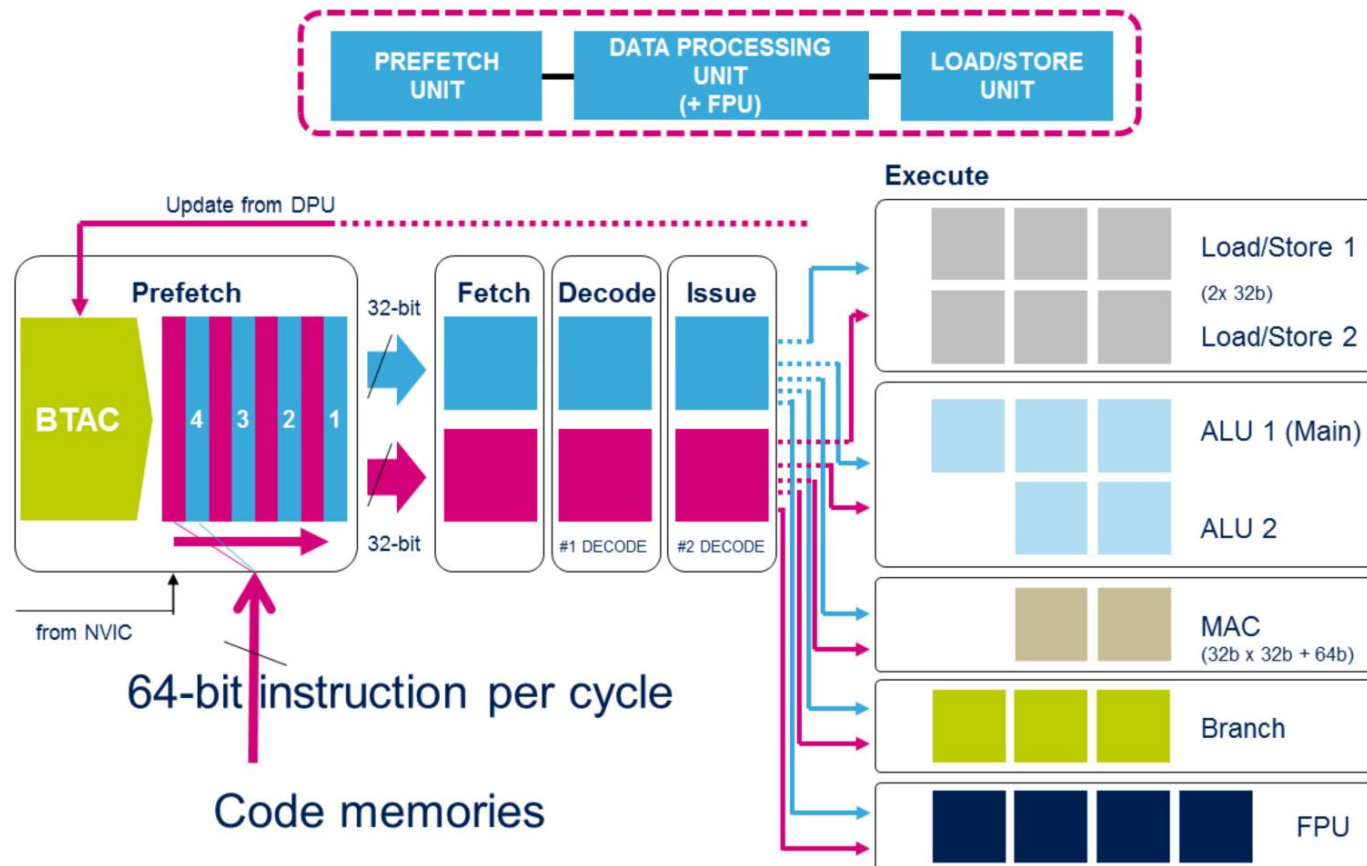 PREFETCH
UNIT
DATA PROCESSING
UNIT
(+ FPU)
LOAD/STORE
UNIT
Update from DPU
Prefetch
BTAC
4
3
2
1
32-bit
32-bit
from NVIC
64-bit instruction per cycle
Code memories
Fetch
Decode
#1 DECODE
Issue
#2 DECODE
Execute
Load/Store 1
(2x 32b)
Load/Store 2
ALU 1 (Main)
ALU 2
MAC
(32b x 32b + 64b)
Branch
FPU